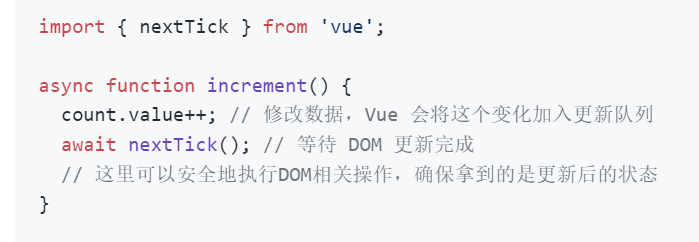 import { nextTick } from 'vue';
async function increment() {
count.value++; // 修改数据，Vue 会将这个变化加入更新队列
await nextTick(); // 等待 DOM 更新完成
// 这里可以安全地执行DOM相关操作，确保拿到的是更新后的状态
}